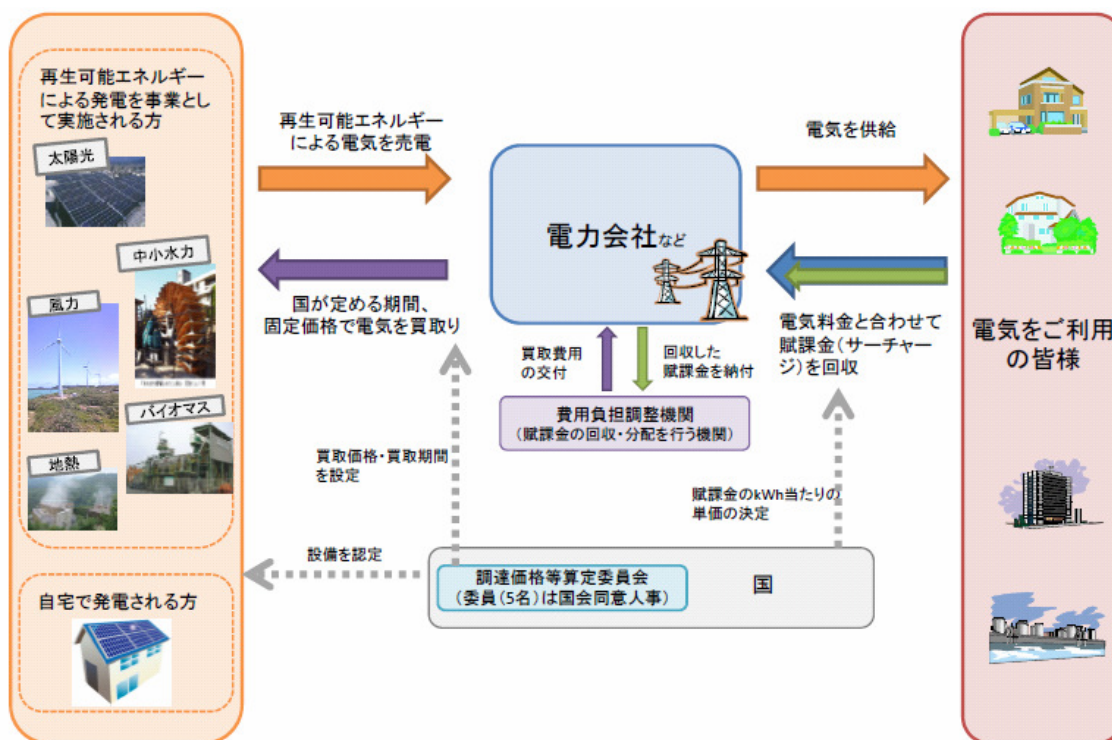 再生可能エネルギー
による発電を事業とし
て実施される方
太陽光
中小水力
風力
バイオマス
地熱
自宅で発電される方
再生可能エネルギー
による電気を売電
国が定める期間、
固定価格で電気を買取り
電力会社など
買取費用
の交付
回収した
賦課金を納付
費用負担調整機関
(賦課金の回収・分配を行う機関)
電気を供給
電気料金と合わせて
賦課金(サーチャー
ジ)を回収
電気をご利用
の皆様
買取価格・買取期間
を設定
賦課金のkWh当たりの
単価の決定
設備を認定
調達価格等算定委員会
(委員(5名)は国会同意人事)
国